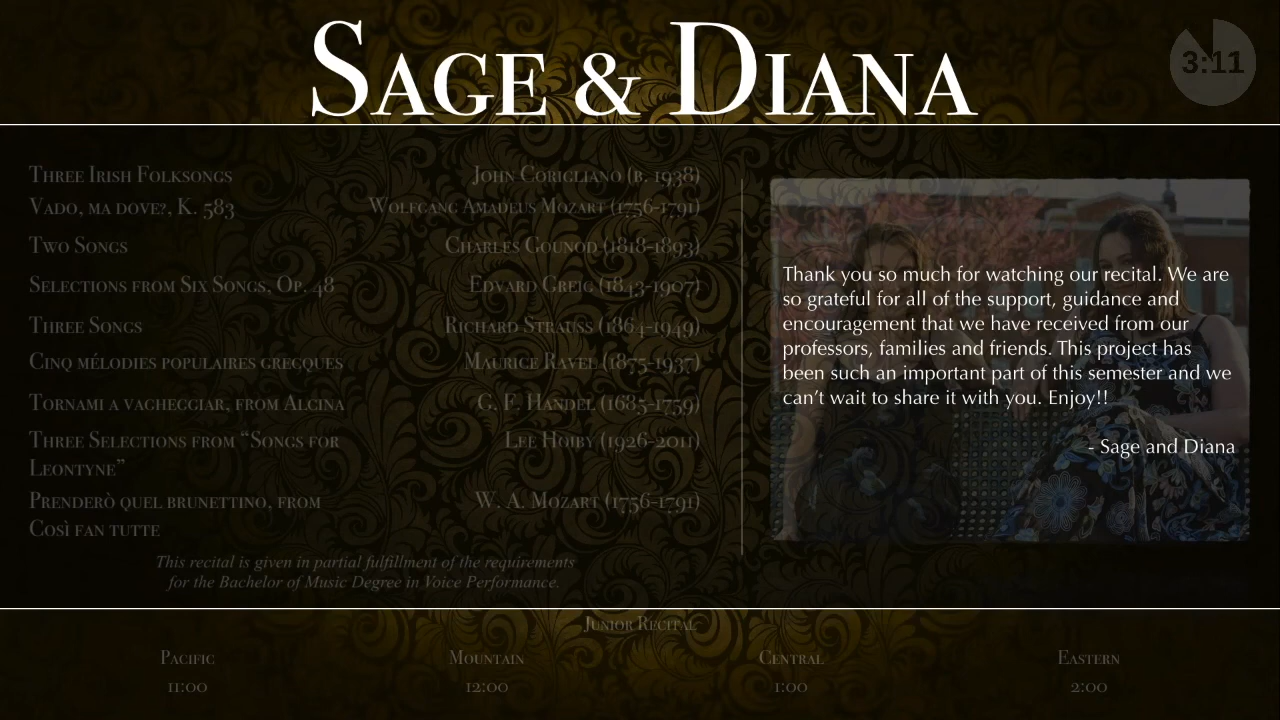 Sage & Diana
3:11
Three Irish Folksongs John Corigliano (b. 1938)
Vado, ma dove?, K. 583 Wolfgang Amadeus Mozart (1756-1791)
Two Songs Charles Gounod (1818-1893)
Selections from Six Songs, Op. 48 Edvard Greig (1843-1907)
Three Songs Richard Strauss (1864-1949)
Cinq mélodies populaires grecques Maurice Ravel (1875-1937)
Tornami a vagheggiar, from Alcina G. F. Handel (1685-1759)
Three Selections from “Songs for Lee Hoiby (1926-2011)
Leontyne”
Prenderò quel brunettino, from W. A. Mozart (1756-1791)
Così fan tutte
This recital is given in partial fulfillment of the requirements
for the Bachelor of Music Degree in Voice Performance.
Thank you so much for watching our recital. We are
so grateful for all of the support, guidance and
encouragement that we have received from our
professors, families and friends. This project has
been such an important part of this semester and we
can’t wait to share it with you. Enjoy!!
- Sage and Diana
Junior Recital
Pacific Mountain Central Eastern
11:00 12:00 1:00 2:00